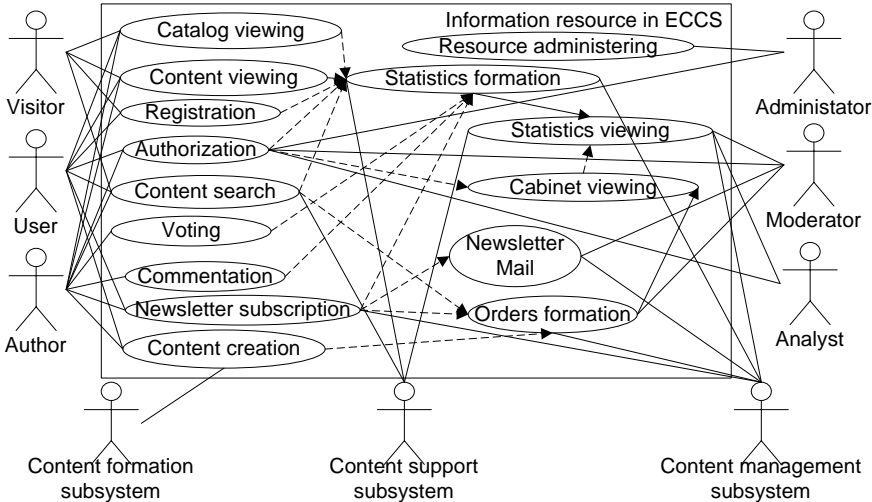 Information resource in ECCS
Catalog viewing
Resource administering
Content viewing
Statistics formation
Visitor
Administator
Registration
Statistics viewing
Authorization
Content search
Cabinet viewing
User
Moderator
Voting
Newsletter
Mail
Commentation
Newsletter subscription
Orders formation
Author
Analyst
Content creation
Content formation
subsystem
Content support
subsystem
Content management
subsystem